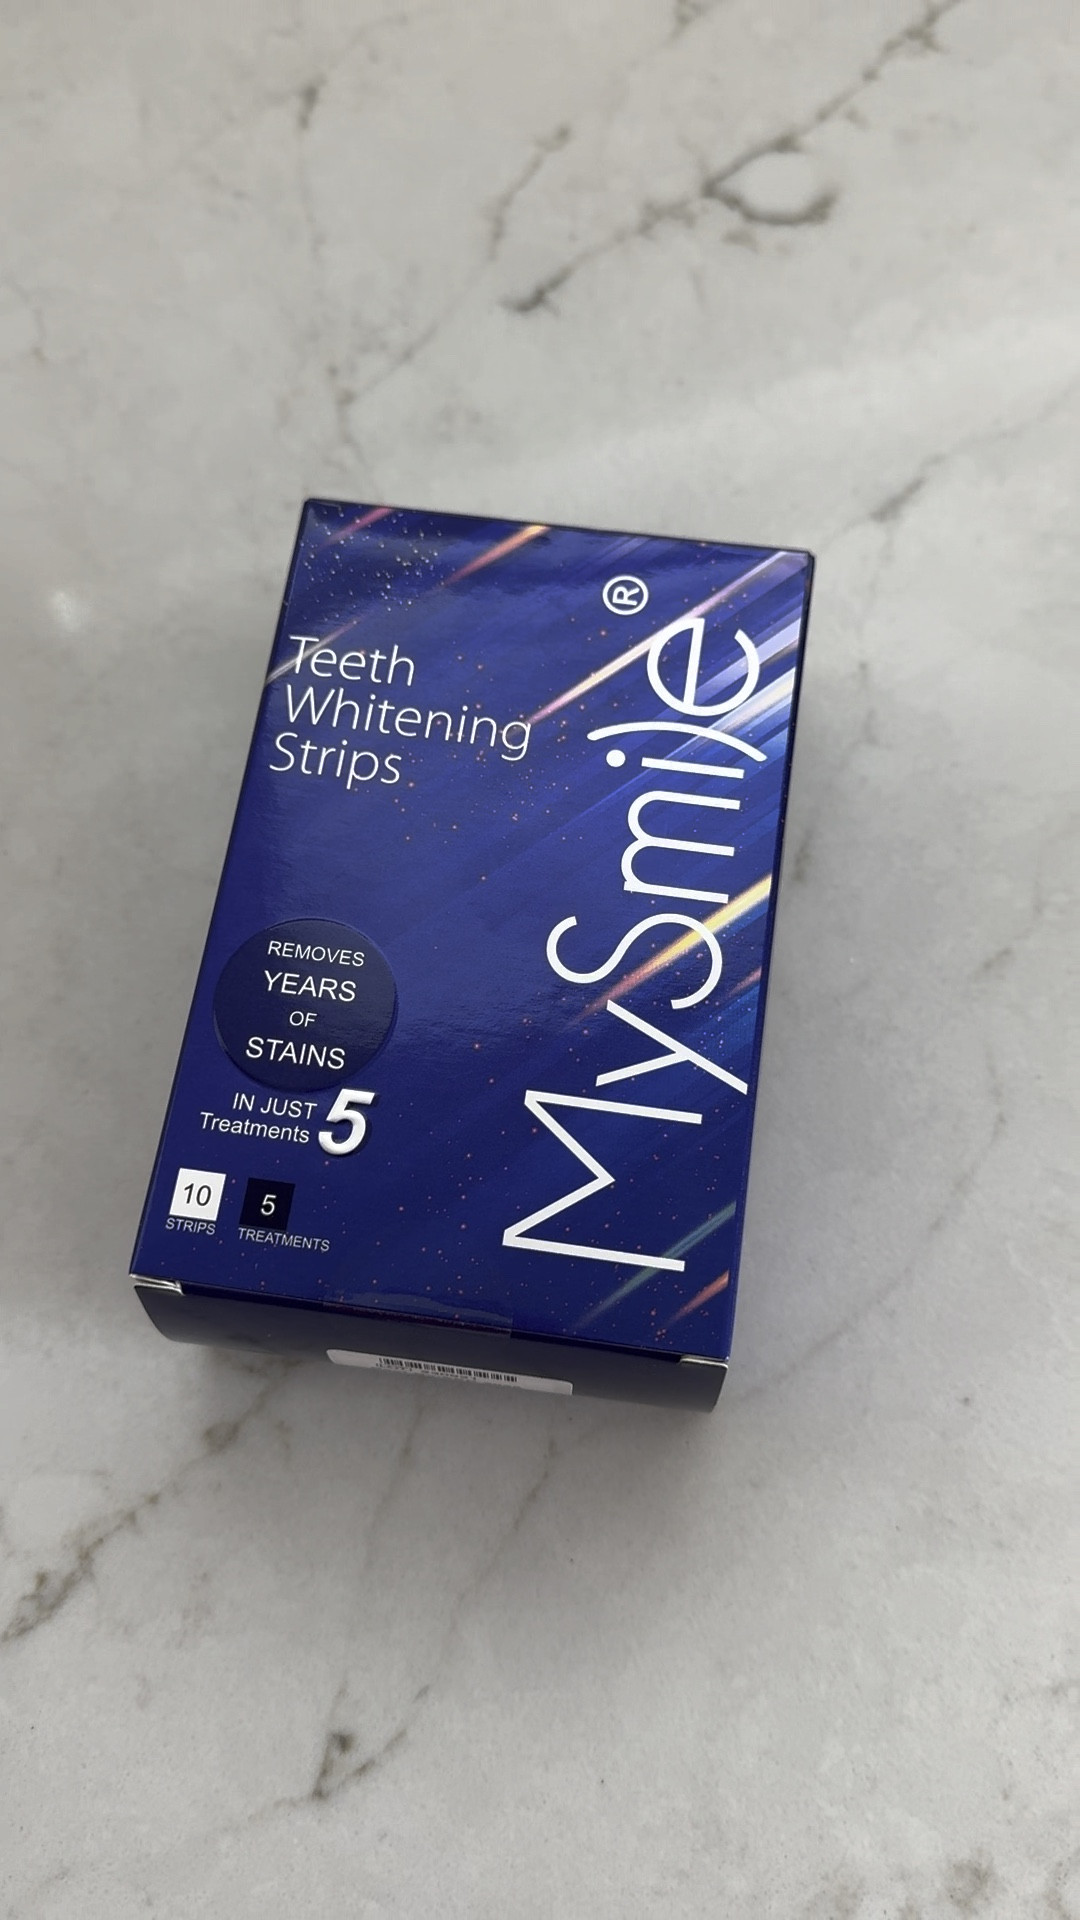 Teeth
Whitening
Strips
MySmile®
REMOVES
YEARS
OF
STAINS
IN JUST 5
Treatments
10
STRIPS
5
TREATMENTS